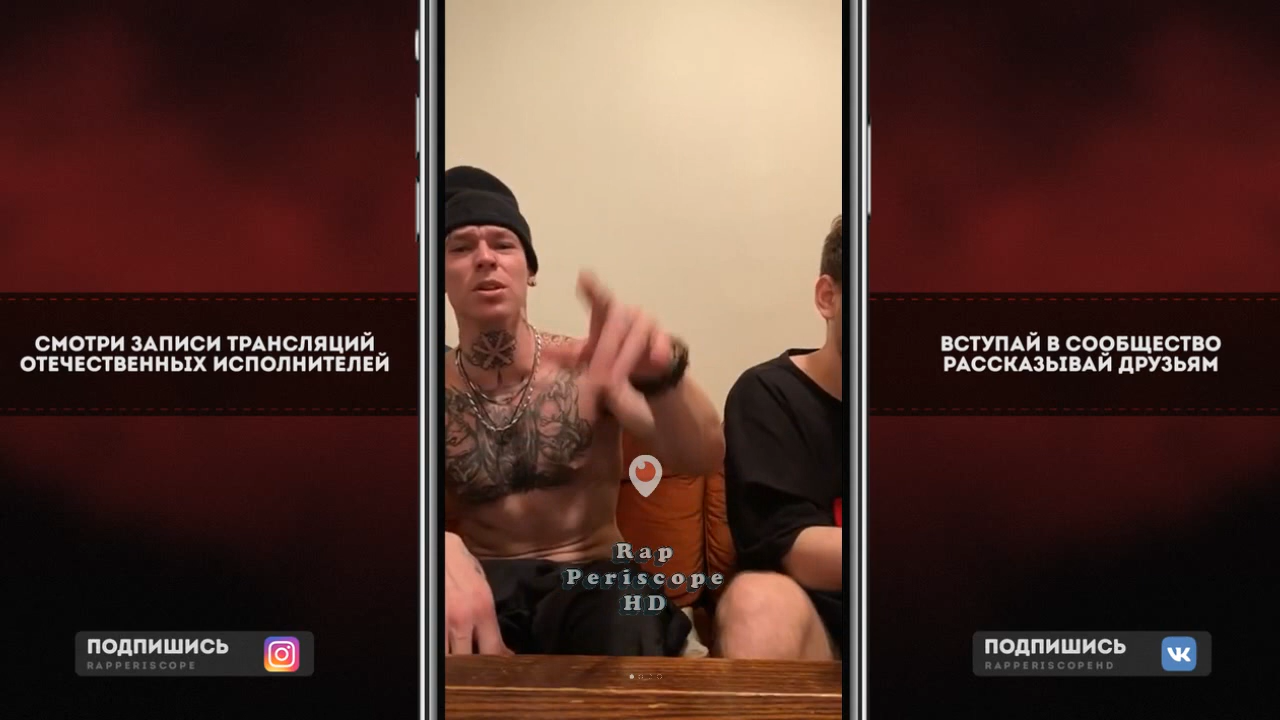 СМОТРИ ЗАПИСИ ТРАНСЛЯЦИЙ
ОТЕЧЕСТВЕННЫХ ИСПОЛНИТЕЛЕЙ
ПОДПИШИСЬ
RAPPERISCOPE
Rap
Periscope
HD
ВСТУПАЙ В СООБЩЕСТВО
РАССКАЗЫВАЙ ДРУЗЬЯМ
ПОДПИШИСЬ
RAPPERISCOPEHD